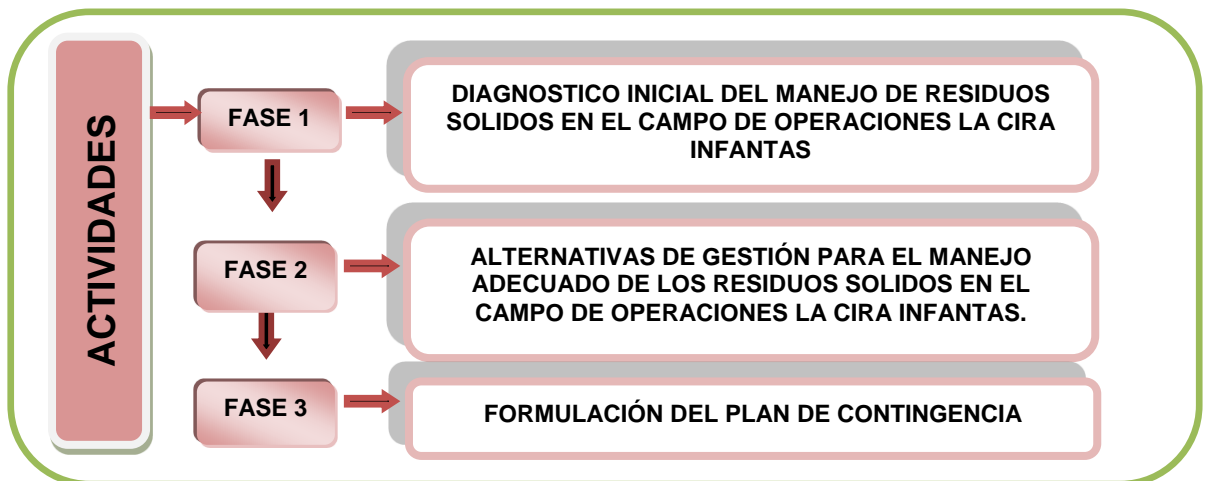 ACTIVIDADES
FASE 1
DIAGNOSTICO INICIAL DEL MANEJO DE RESIDUOS
SOLIDOS EN EL CAMPO DE OPERACIONES LA CIRA
INFANTAS
FASE 2
ALTERNATIVAS DE GESTIÓN PARA EL MANEJO
ADECUADO DE LOS RESIDUOS SOLIDOS EN EL
CAMPO DE OPERACIONES LA CIRA INFANTAS.
FASE 3
FORMULACIÓN DEL PLAN DE CONTINGENCIA